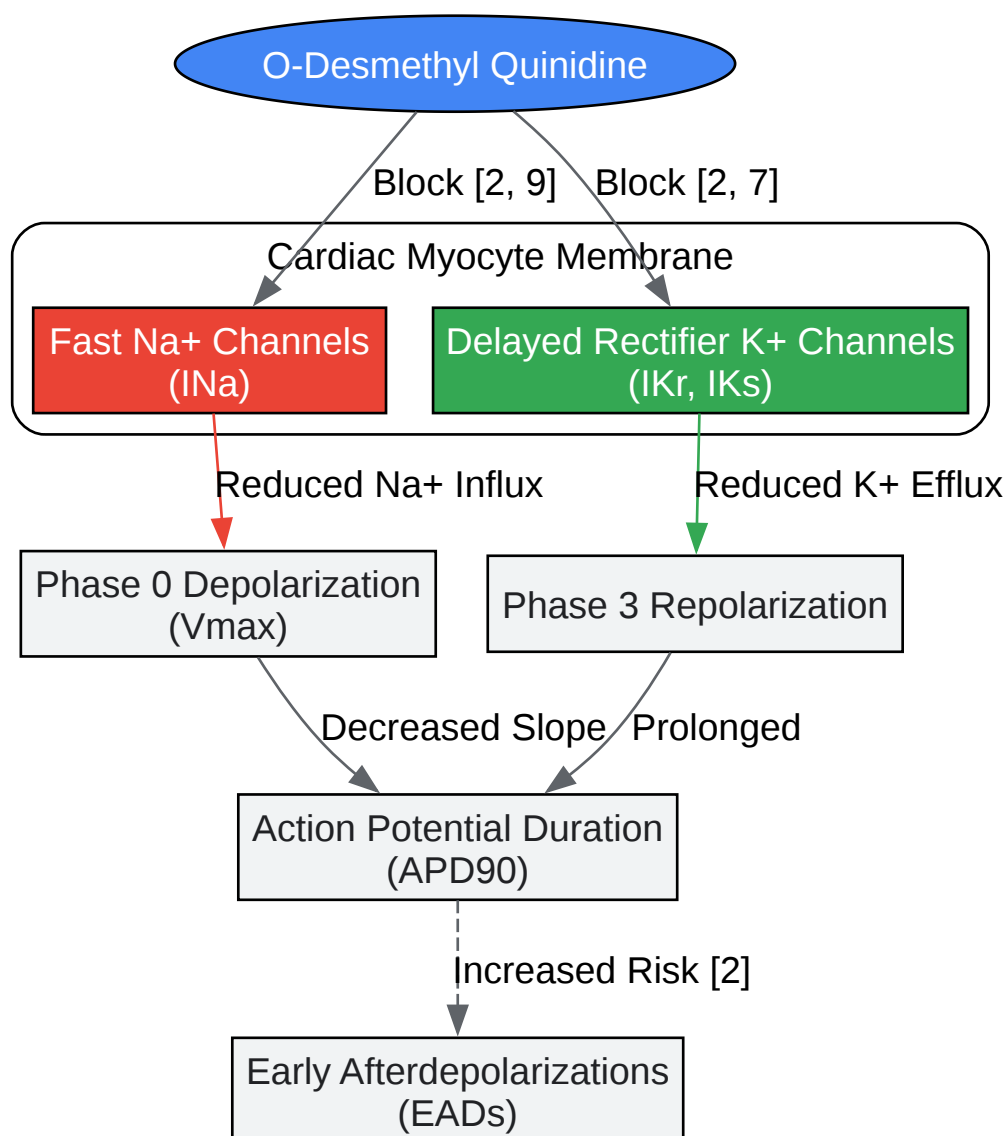 O-Desmethyl Quinidine
Block [2, 9]
Block [2, 7]
Cardiac Myocyte Membrane
Fast Na+ Channels
(INa)
Delayed Rectifier K+ Channels
(IKr, IKs)
Reduced Na+ Influx
Reduced K+ Efflux
Phase 0 Depolarization
(Vmax)
Phase 3 Repolarization
Decreased Slope
Prolonged
Action Potential Duration
(APD90)
Increased Risk [2]
Early Afterdepolarizations
(EADs)